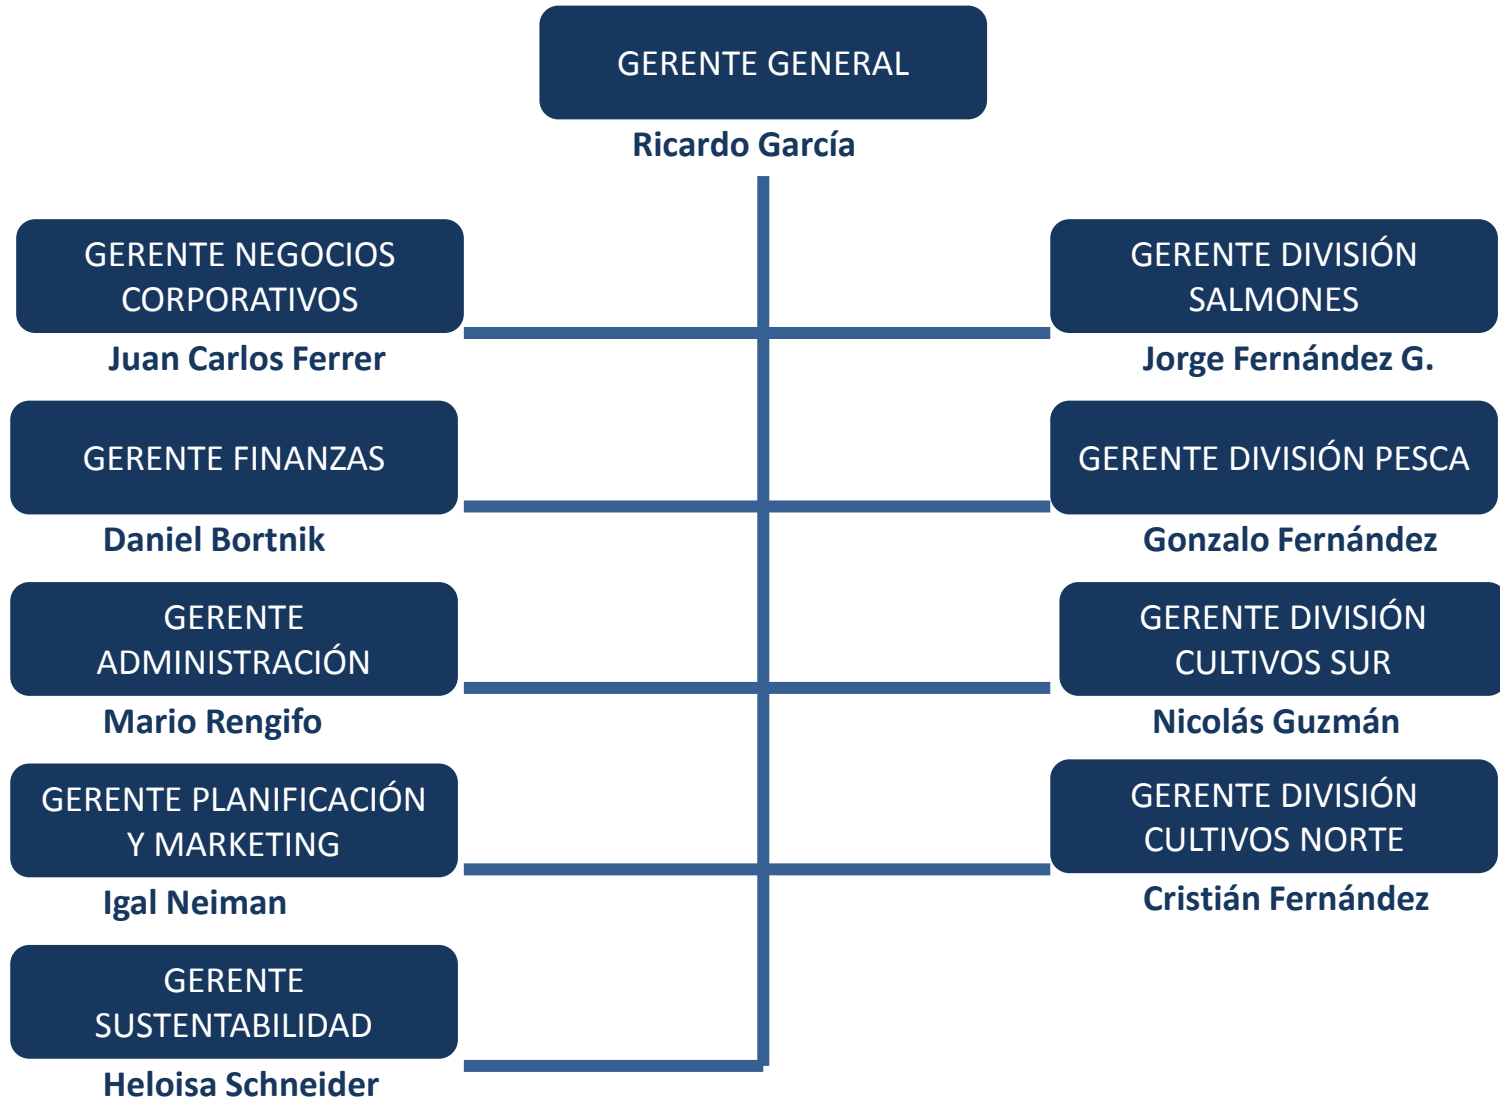 GERENTE GENERAL
Ricardo García
GERENTE NEGOCIOS
CORPORATIVOS
Juan Carlos Ferrer
GERENTE DIVISIÓN
SALMONES
Jorge Fernández G.
GERENTE FINANZAS
Daniel Bortnik
GERENTE DIVISIÓN PESCA
Gonzalo Fernández
GERENTE
ADMINISTRACIÓN
Mario Rengifo
GERENTE DIVISIÓN
CULTIVOS SUR
Nicolás Guzmán
GERENTE PLANIFICACIÓN
Y MARKETING
Igal Neiman
GERENTE DIVISIÓN
CULTIVOS NORTE
Cristián Fernández
GERENTE
SUSTENTABILIDAD
Heloisa Schneider